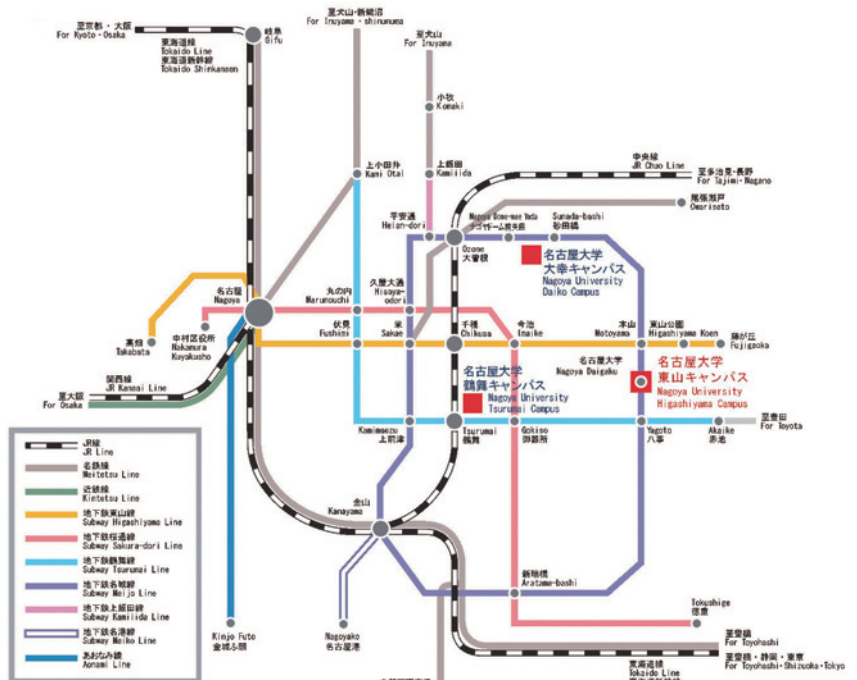 至京都・大阪
For Kyoto・Osaka
東海道線
Tokaido Line
東海道新幹線
Tokaido Shinkansen
岐阜
Gifu
至犬山・新鵜沼
For Inuyama・shinunuma
至犬山
For Inuyama
小牧
Komaki
上小田井
Kami Otai
上飯田
Kamiiida
中央線
JR Chuo Line
至多治見・長野
For Tajimi・Nagano
尾張瀬戸
Owariseto
平安通
Heian-dori
Ozone
大曽根
Nagoya Dome-mae Yada
ナゴヤドーム前矢田
Sunada-bashi
砂田橋
名古屋大学
大幸キャンパス
Nagoya University
Daiko Campus
名古屋
Nagoya
丸の内
Marunouchi
久屋大通
Hisaya-
odori
高畑
Takabata
中村区役所
Nakamura
Kuyakusho
伏見
Fushimi
栄
Sakae
千種
Chikusa
今池
Imaike
本山
Motoyama
東山公園
Higashiyama Koen
藤が丘
Fujigaoka
名古屋大学
Nagoya Daigaku
名古屋大学
東山キャンパス
Nagoya University
Higashiyama Campus
名古屋大学
鶴舞キャンパス
Nagoya University
Tsurumai Campus
関西線
JR Kansai Line
至大阪
For Osaka
Kamimaezu
上前津
Tsurumai
鶴舞
Gokiso
御器所
Yagoto
八事
Akaike
赤池
至豊田
For Toyota
金山
Kanayama
新瑞橋
Aratama-bashi
Tokushige
徳重
Kinjo Futo
金城ふ頭
Nagoyako
名古屋港
至豊橋
For Toyohashi
至豊橋・静岡・東京
For Toyohashi・Shizuoka・Tokyo
東海道線
Tokaido Line
JR線
JR Line
名鉄線
Meitetsu Line
近鉄線
Kintetsu Line
地下鉄東山線
Subway Higashiyama Line
地下鉄桜通線
Subway Sakura-dori Line
地下鉄鶴舞線
Subway Tsurumai Line
地下鉄名城線
Subway Meijo Line
地下鉄上飯田線
Subway Kamiiida Line
地下鉄名港線
Subway Meiko Line
あおなみ線
Aonami Line